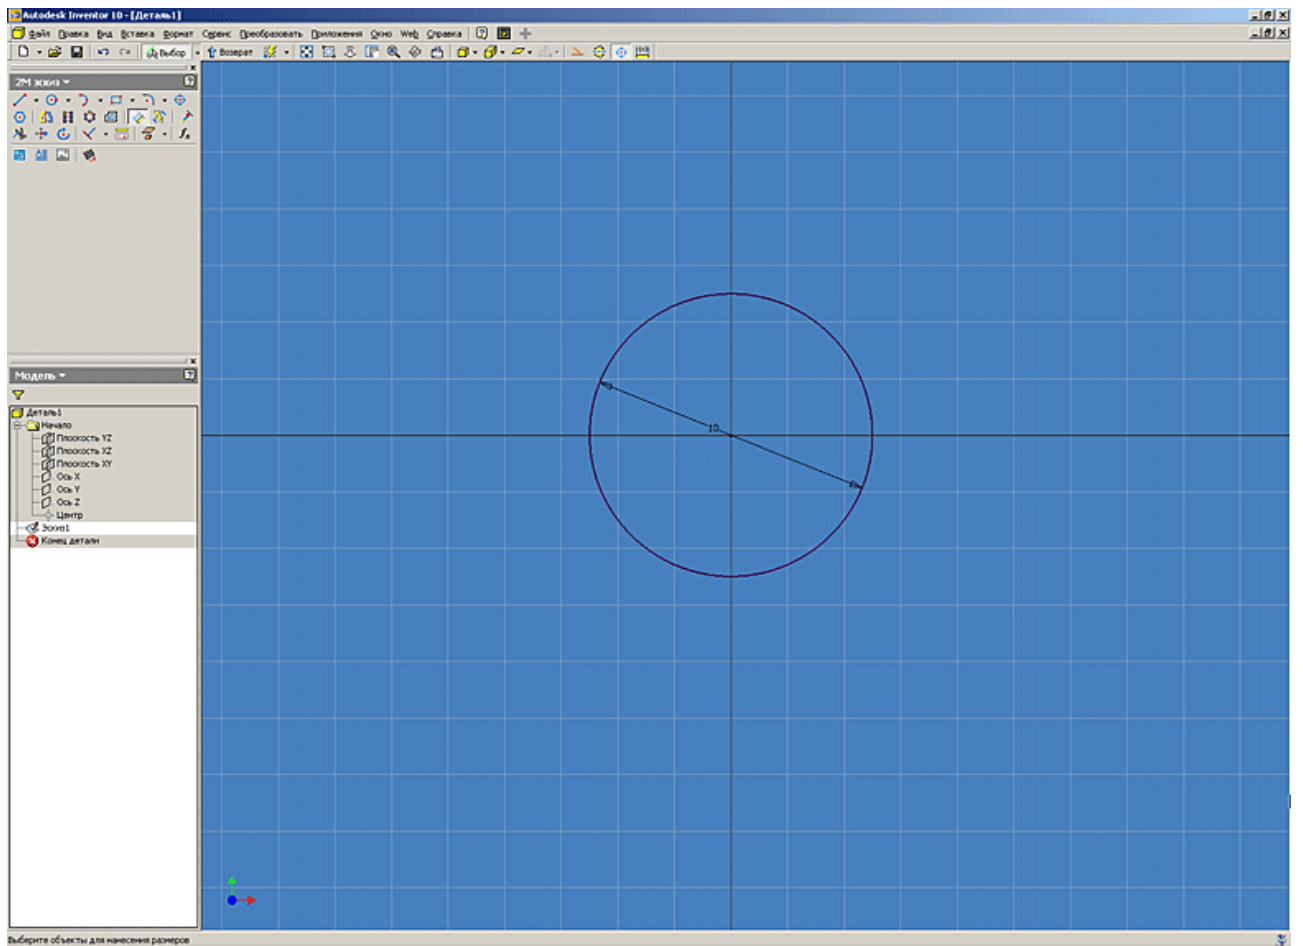 Autodesk Inventor 10 - [Деталь1]
Файл Правка Вид Вставка Формат Сервис Преобразовать Приложения Окно Web Справка
Выбор Возврат
2М эскиз
Модель
Деталь1
Начало
Плоскость YZ
Плоскость XZ
Плоскость XY
Ось X
Ось Y
Ось Z
Центр
Эскиз1
Конец детали
10
Выберите объекты для нанесения размеров